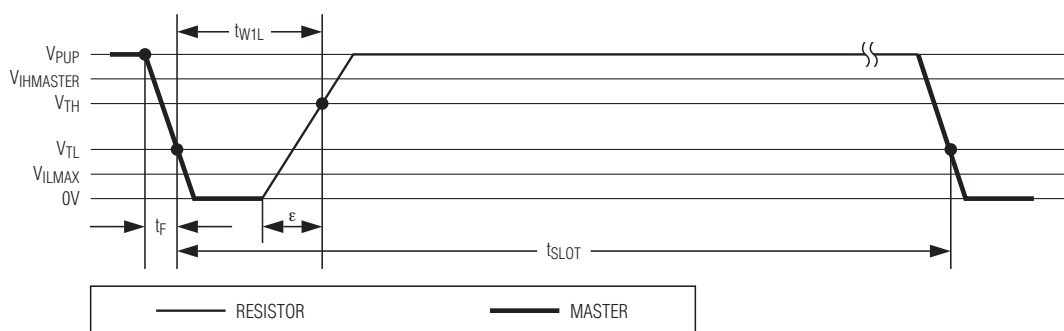 tW1L
VPUP
VIHMASTER
VTH
VTL
VILMAX
0V
tF
ε
tSLOT
RESISTOR MASTER